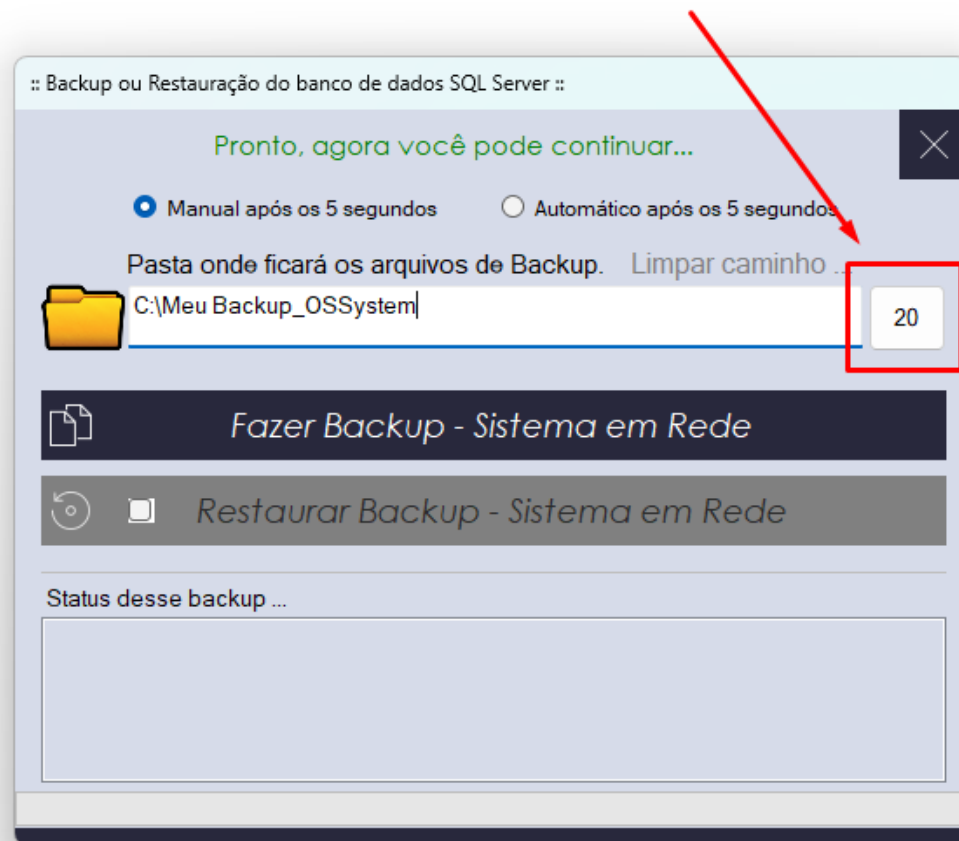 :: Backup ou Restauração do banco de dados SQL Server ::
Pronto, agora você pode continuar...
Manual após os 5 segundos Automático após os 5 segundos
Pasta onde ficará os arquivos de Backup. Limpar caminho ...
C:\Meu Backup_OSSystem
20
Fazer Backup - Sistema em Rede
Restaurar Backup - Sistema em Rede
Status desse backup ...